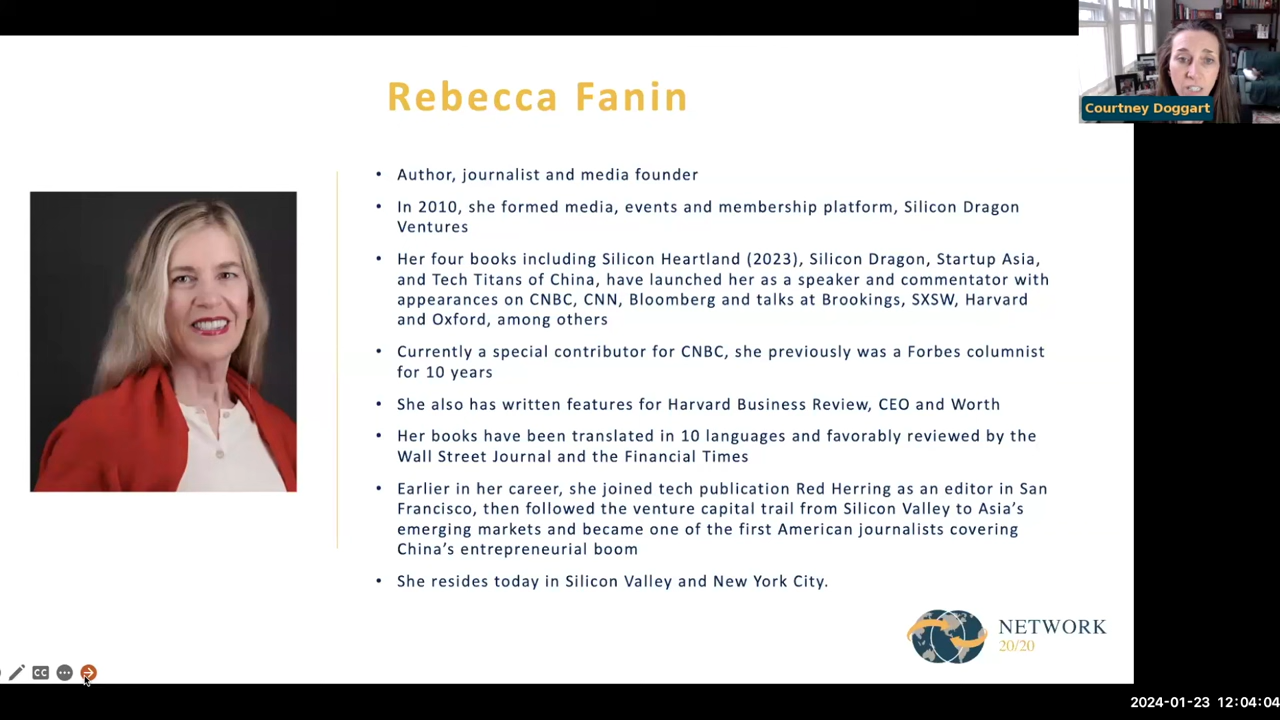 Rebecca Fanin
Courtney Doggart
• Author, journalist and media founder
• In 2010, she formed media, events and membership platform, Silicon Dragon
Ventures
• Her four books including Silicon Heartland (2023), Silicon Dragon, Startup Asia,
and Tech Titans of China, have launched her as a speaker and commentator with
appearances on CNBC, CNN, Bloomberg and talks at Brookings, SXSW, Harvard
and Oxford, among others
• Currently a special contributor for CNBC, she previously was a Forbes columnist
for 10 years
• She also has written features for Harvard Business Review, CEO and Worth
• Her books have been translated in 10 languages and favorably reviewed by the
Wall Street Journal and the Financial Times
• Earlier in her career, she joined tech publication Red Herring as an editor in San
Francisco, then followed the venture capital trail from Silicon Valley to Asia’s
emerging markets and became one of the first American journalists covering
China’s entrepreneurial boom
• She resides today in Silicon Valley and New York City.
NETWORK
20/20
CC
2024-01-23 12:04:04